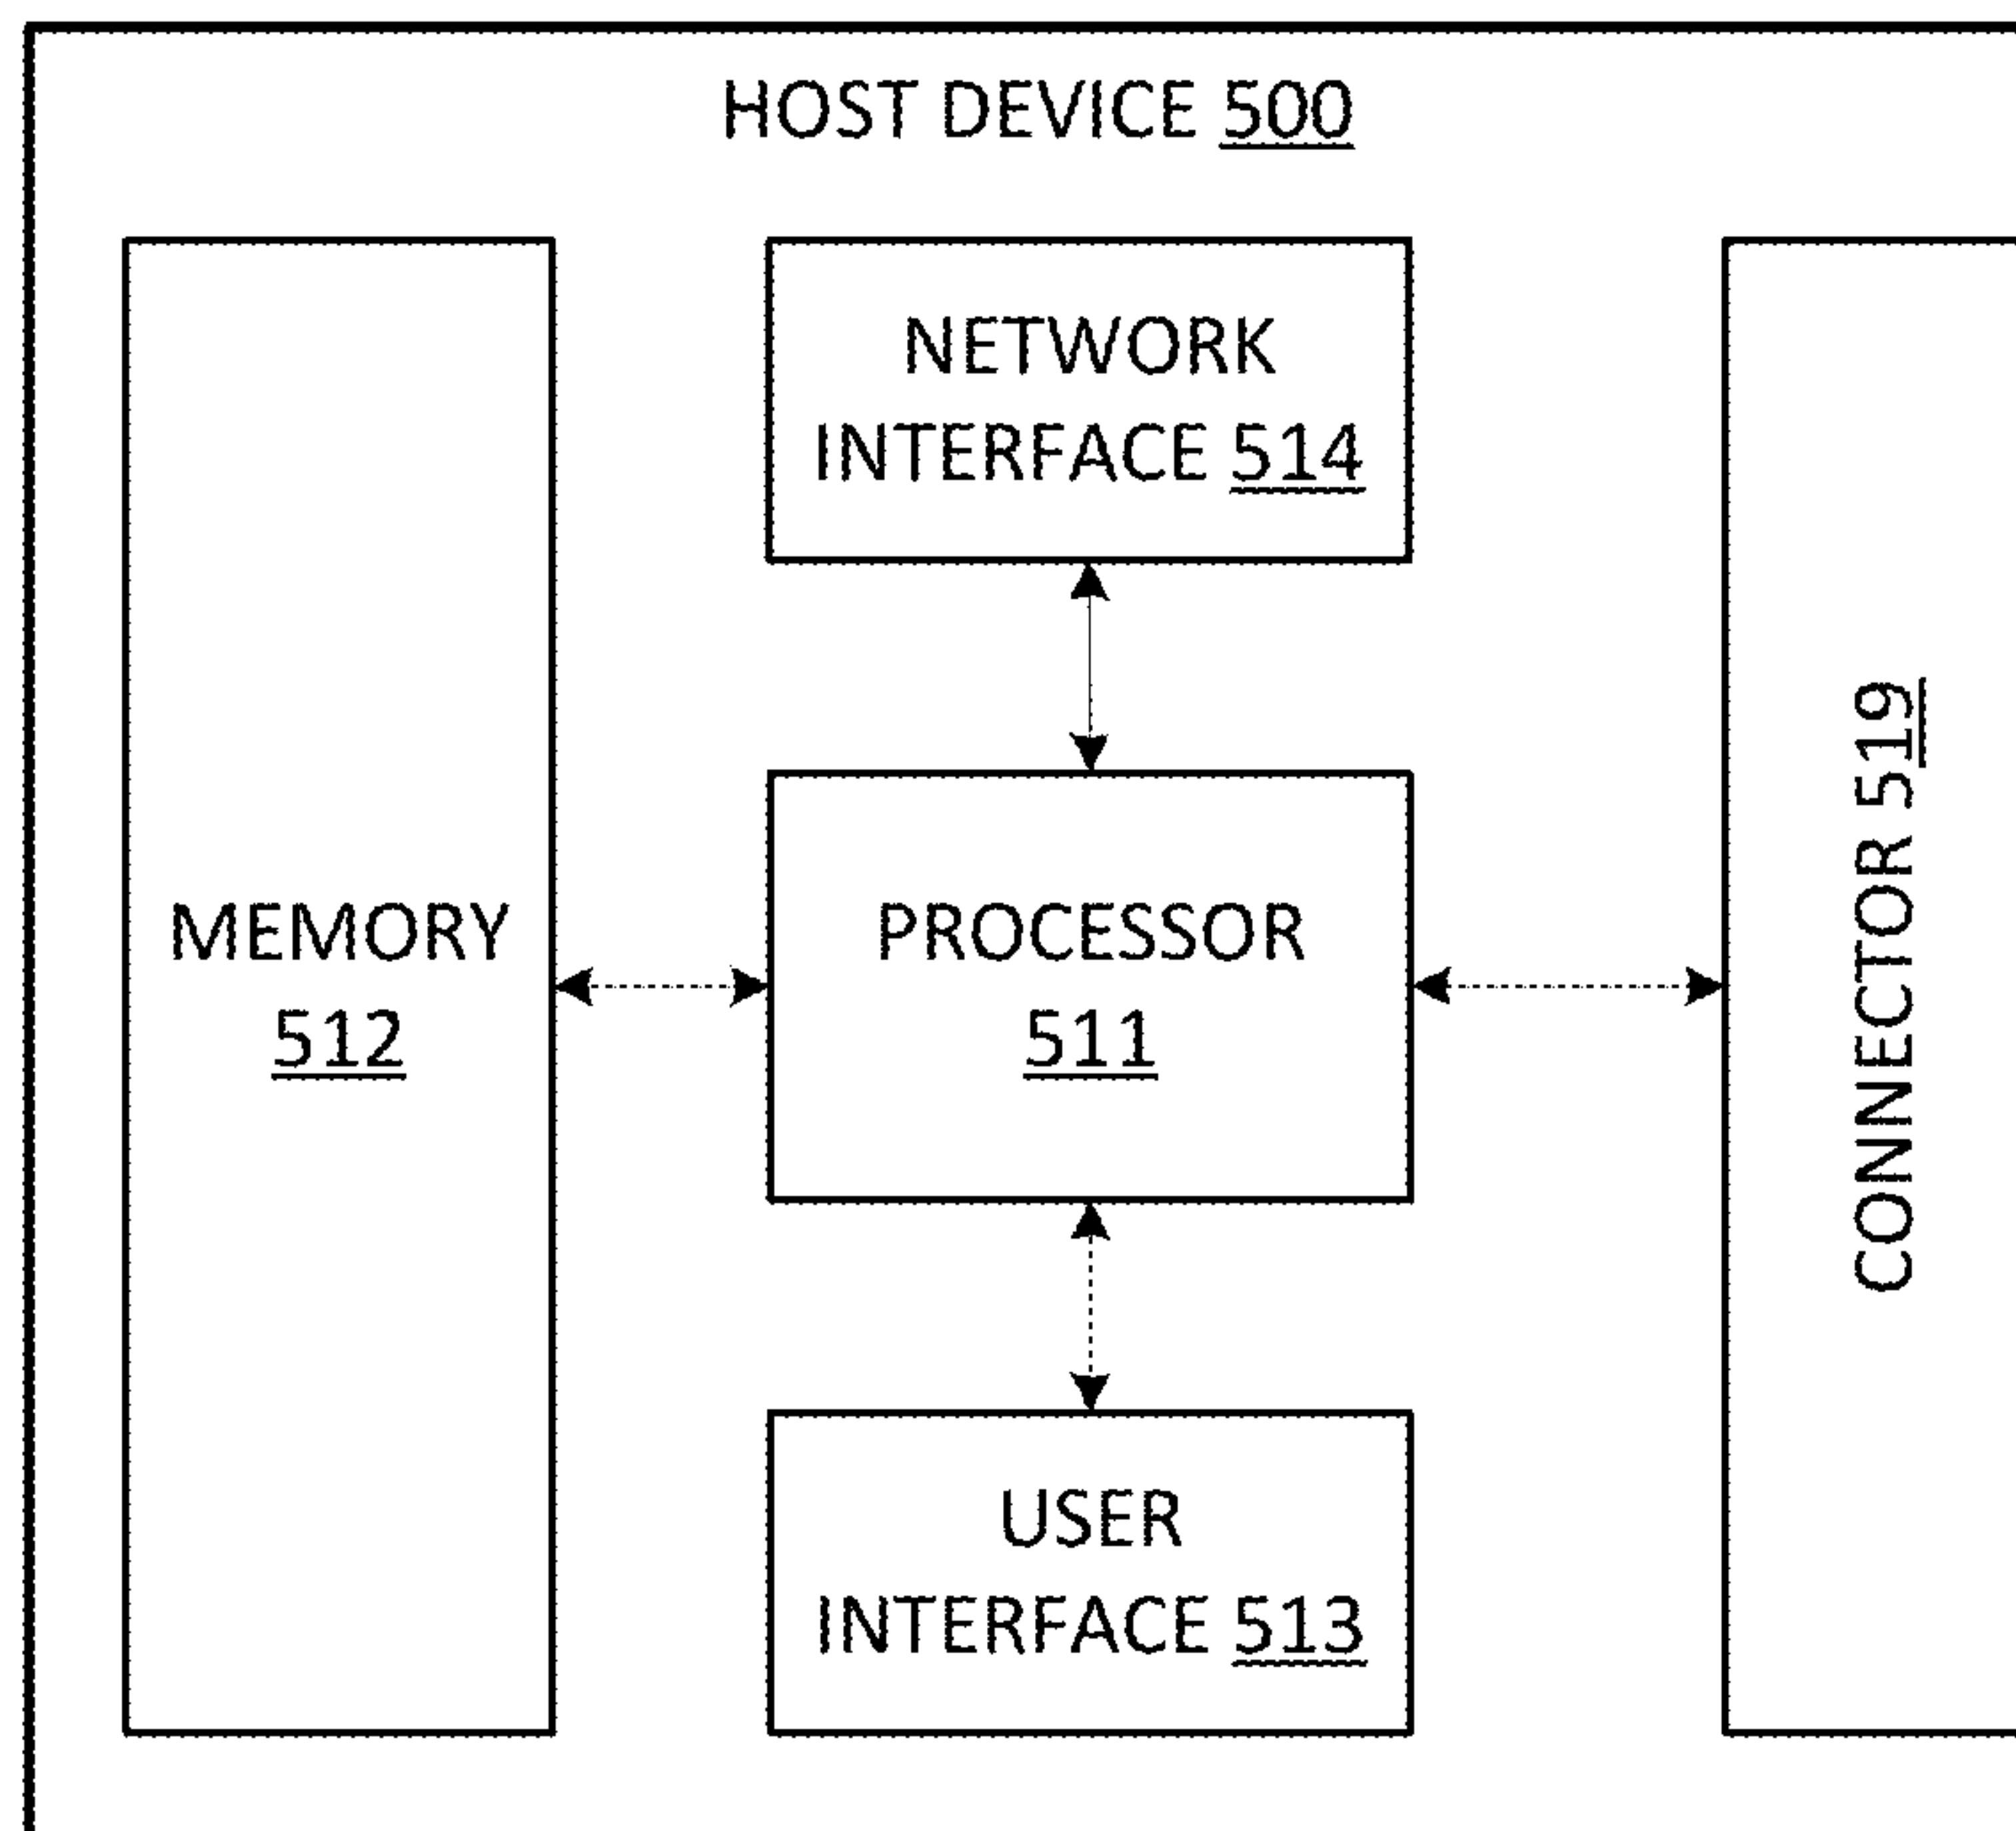 HOST DEVICE 500
NETWORK
INTERFACE 514
MEMORY
512
PROCESSOR
511
CONNECTOR 519
USER
INTERFACE 513